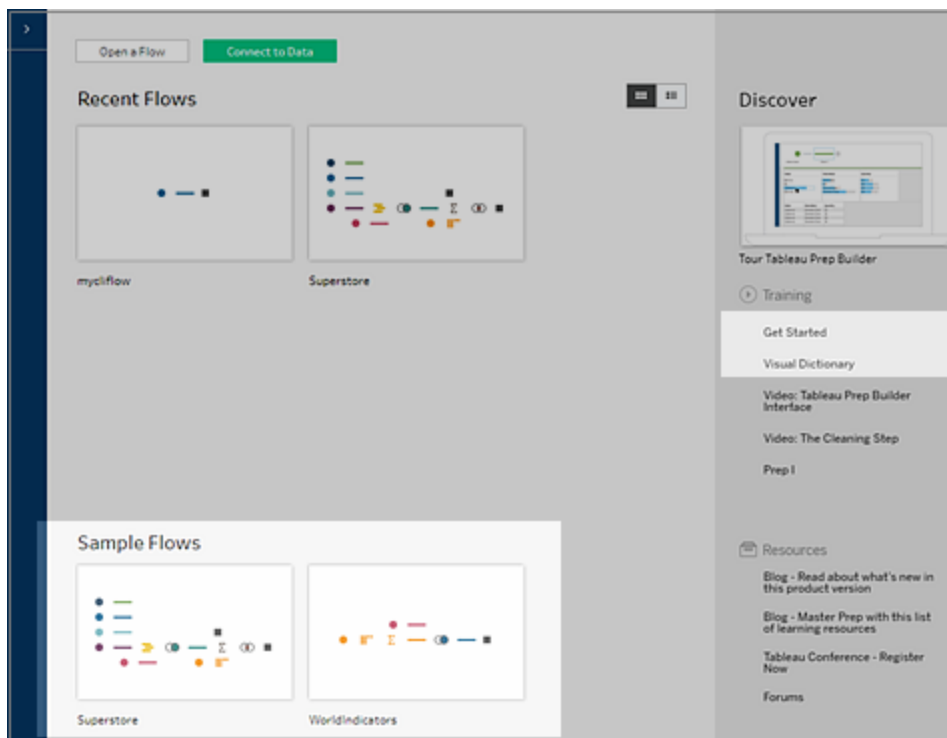 Open a Flow
Connect to Data
Recent Flows
mycliflow
Superstore
Sample Flows
Superstore
WorldIndicators
Discover
Tour Tableau Prep Builder
Training
Get Started
Visual Dictionary
Video: Tableau Prep Builder
Interface
Video: The Cleaning Step
Prep I
Resources
Blog - Read about what's new in
this product version
Blog - Master Prep with this list
of learning resources
Tableau Conference - Register
Now
Forums